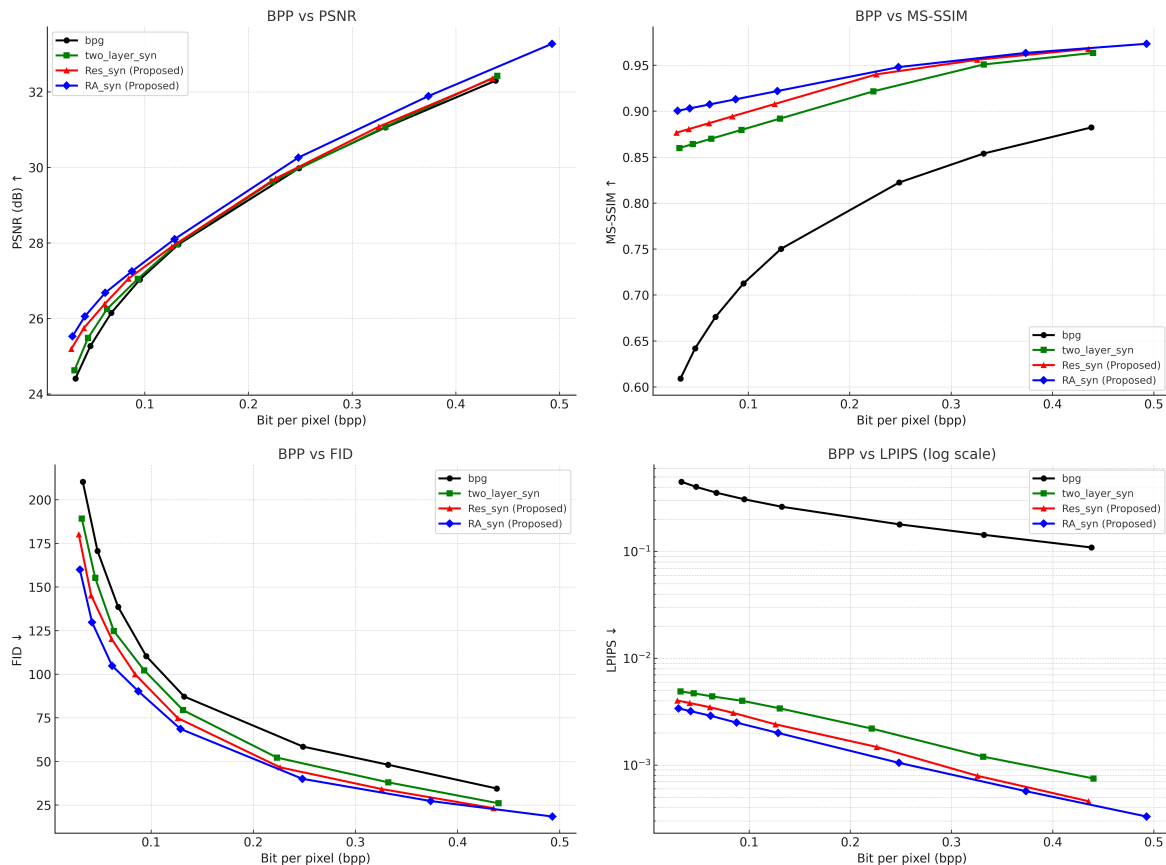 BPP vs PSNR
bpg
two_layer_syn
Res_syn (Proposed)
RA_syn (Proposed)
PSNR (dB) ↑
32
30
28
26
24
0.1 0.2 0.3 0.4 0.5
Bit per pixel (bpp)
BPP vs MS-SSIM
MS-SSIM ↑
0.95
0.90
0.85
0.80
0.75
0.70
0.65
0.60
bpg
two_layer_syn
Res_syn (Proposed)
RA_syn (Proposed)
0.1 0.2 0.3 0.4 0.5
Bit per pixel (bpp)
BPP vs FID
bpg
two_layer_syn
Res_syn (Proposed)
RA_syn (Proposed)
FID ↓
200
175
150
125
100
75
50
25
0.1 0.2 0.3 0.4 0.5
Bit per pixel (bpp)
BPP vs LPIPS (log scale)
bpg
two_layer_syn
Res_syn (Proposed)
RA_syn (Proposed)
LPIPS ↓
10⁻¹
10⁻²
10⁻³
0.1 0.2 0.3 0.4 0.5
Bit per pixel (bpp)